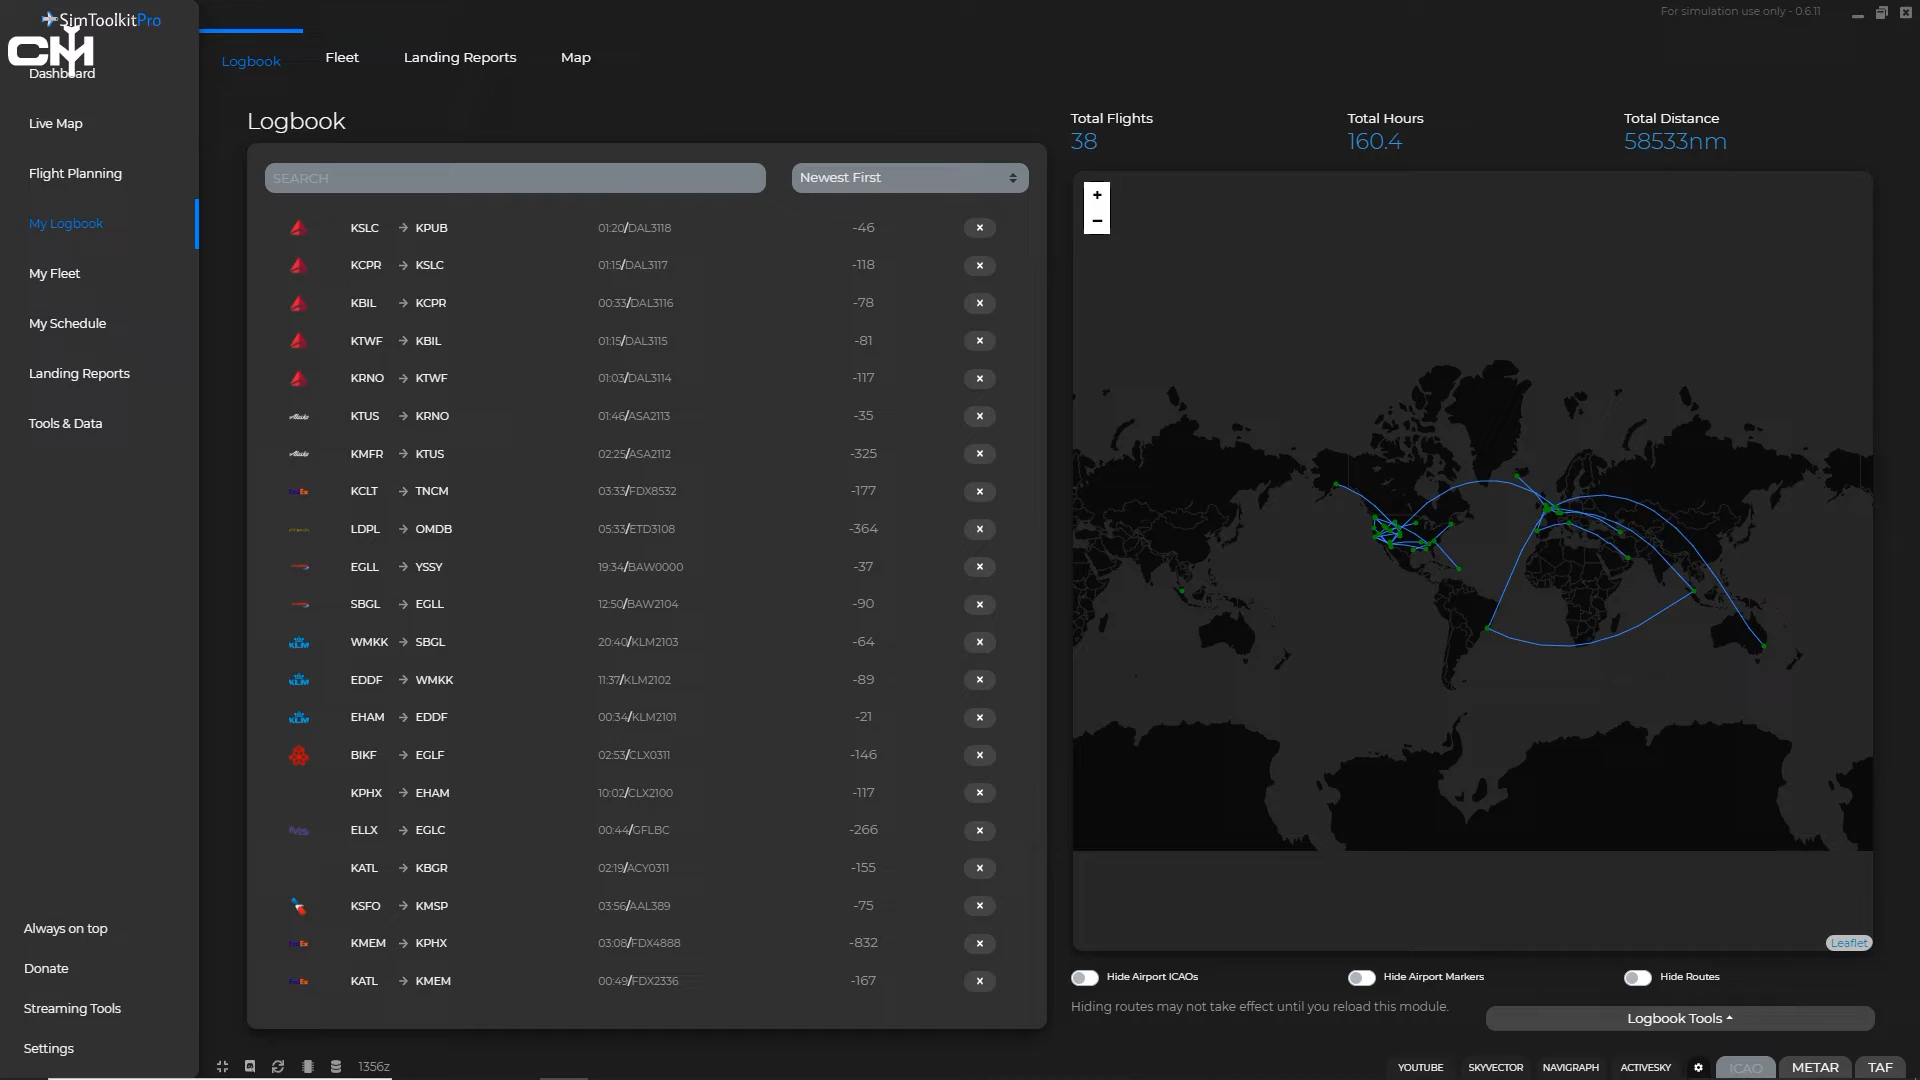 SimToolkitPro
CM
Dashboard
Live Map
Flight Planning
My Logbook
My Fleet
My Schedule
Landing Reports
Tools & Data
Always on top
Donate
Streaming Tools
Settings
For simulation use only - 0.6.11
Logbook Fleet Landing Reports Map
Logbook
SEARCH
Newest First
KSLC → KPUB 01:20/DAL3118 -46 ×
KCPR → KSLC 01:15/DAL3117 -118 ×
KBIL → KCPR 00:33/DAL3116 -78 ×
KTWF → KBIL 01:15/DAL3115 -81 ×
KRNO → KTWF 01:03/DAL3114 -117 ×
Alaska KTUS → KRNO 01:46/ASA2113 -35 ×
Alaska KMFR → KTUS 02:25/ASA2112 -325 ×
FedEx KCLT → TNCM 03:33/FDX8532 -177 ×
LDPL → OMDB 05:33/ETD3108 -364 ×
EGLL → YSSY 19:34/BAW0000 -37 ×
SBGL → EGLL 12:50/BAW2104 -90 ×
KLM WMKK → SBGL 20:40/KLM2103 -64 ×
KLM EDDF → WMKK 11:37/KLM2102 -89 ×
KLM EHAM → EDDF 00:34/KLM2101 -21 ×
BIKF → EGLF 02:53/CLX0311 -146 ×
KPHX → EHAM 10:02/CLX2100 -117 ×
ELLX → EGLC 00:44/GFLBC -266 ×
KATL → KBGR 02:19/ACY0311 -155 ×
KSFO → KMSP 03:56/AAL389 -75 ×
FedEx KMEM → KPHX 03:08/FDX4888 -832 ×
FedEx KATL → KMEM 00:49/FDX2336 -167 ×
Total Flights
38
Total Hours
160.4
Total Distance
58533nm
+
−
Leaflet
Hide Airport ICAOs
Hide Airport Markers
Hide Routes
Hiding routes may not take effect until you reload this module.
Logbook Tools
1356z
YOUTUBE SKYVECTOR NAVIGRAPH ACTIVESKY ICAO METAR TAF